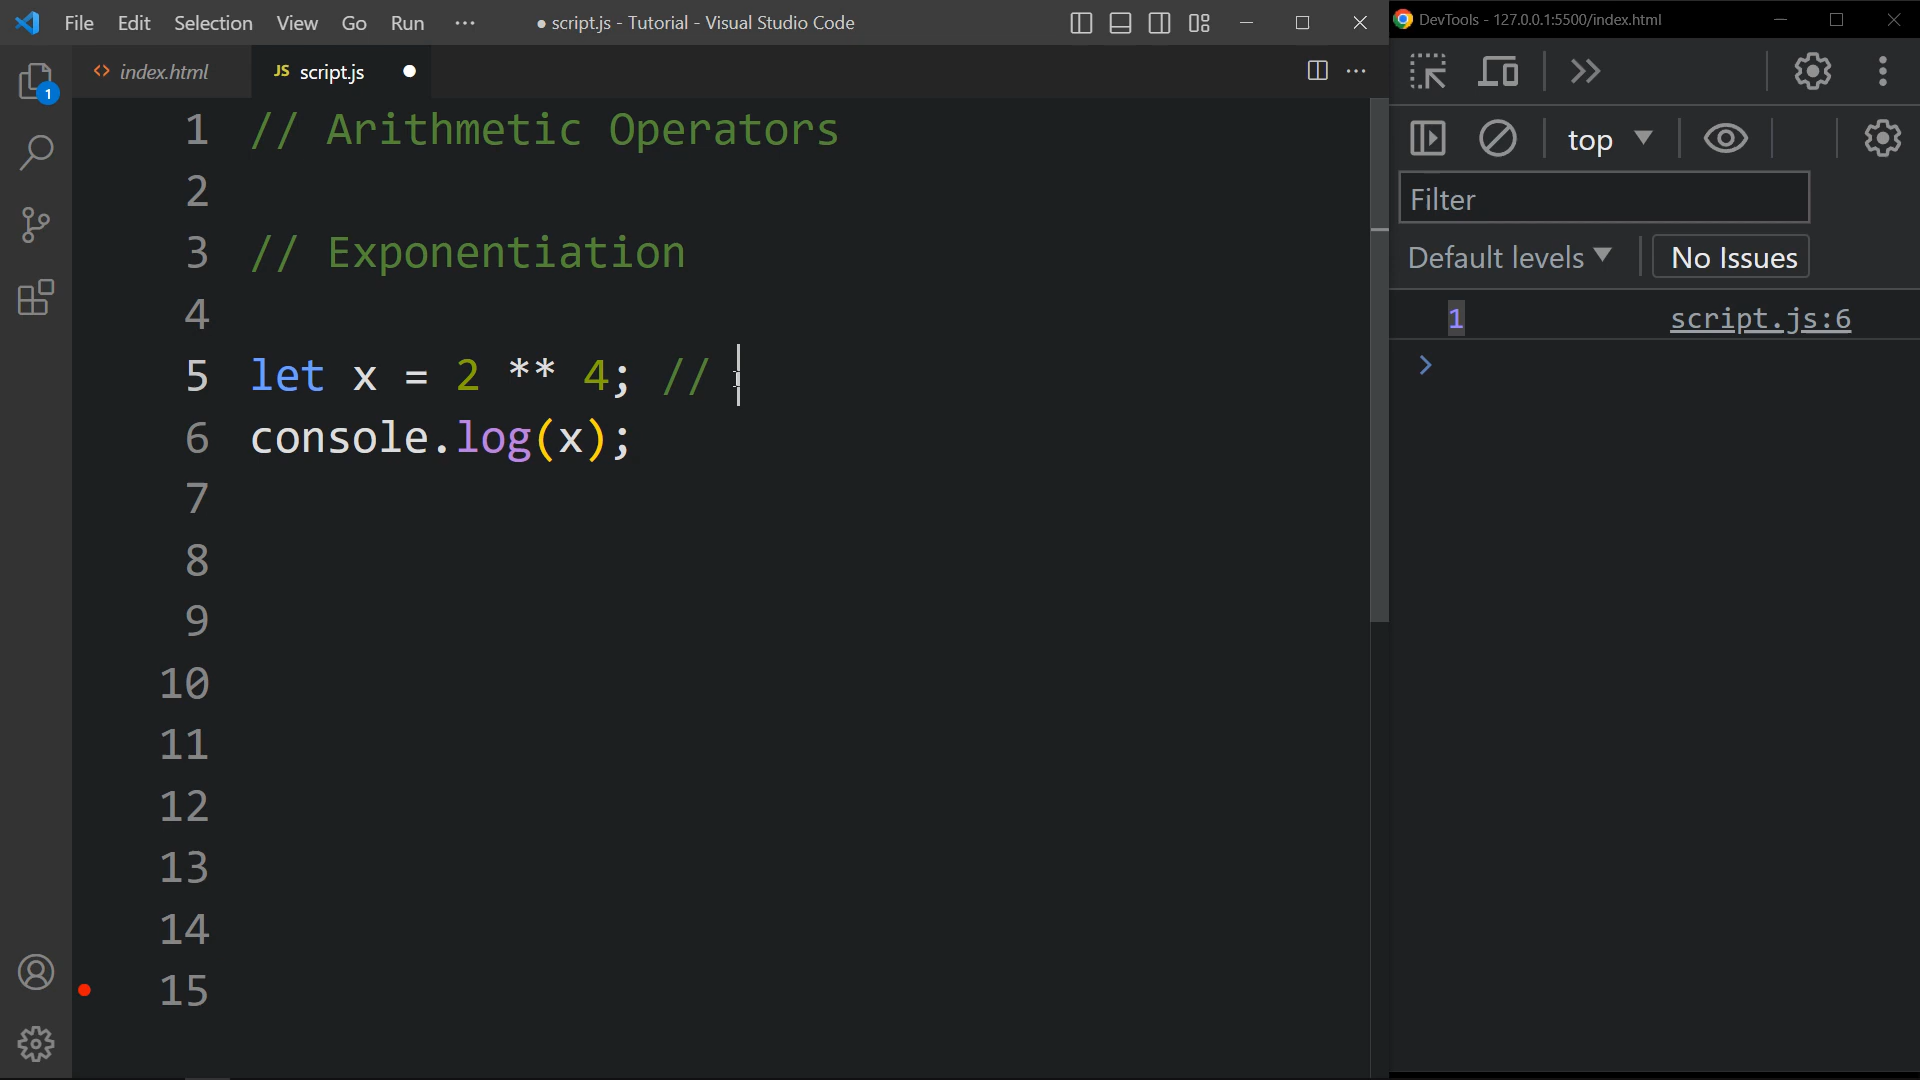 File Edit Selection View Go Run ··· ● script.js - Tutorial - Visual Studio Code
DevTools - 127.0.0.1:5500/index.html
<> index.html JS script.js
1
top
Filter
Default levels No Issues
1 script.js:6
1 // Arithmetic Operators
2
3 // Exponentiation
4
5 let x = 2 ** 4; //
6 console.log(x);
7
8
9
10
11
12
13
14
15